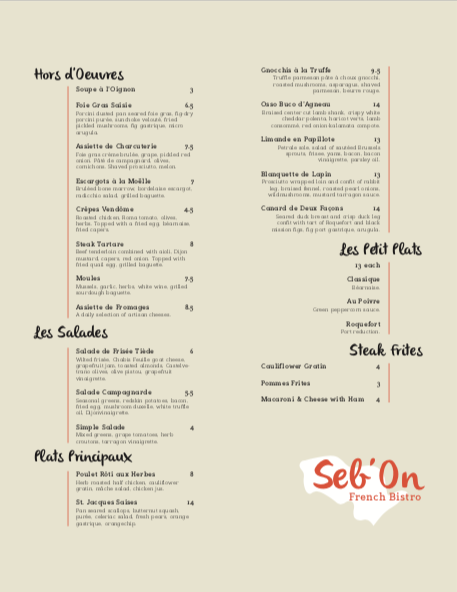 Hors d'Oeuvres
Soupe à l'Oignon 3
Foie Gras Saisie 6.5
Porcini dusted pan seared foie gras, fig dry
porcini purée, sunchoke velouté, fried
pickled mushrooms, fig gastrique, micro
arugula.
Assiette de Charcuterie 7.5
Foie gras crème brûlée, grape, pickled red
onion. Pâté de campagnard, olives,
cornichons. Shaved prosciutto, melon.
Escargots à la Moëlle 7
Braised bone marrow, bordelaise escargot,
radicchio salad, grilled baguette.
Crêpes Vendôme 4.5
Roasted chicken, Roma tomato, olives,
herbs. Topped with a fried egg, béarnaise,
fried capers.
Steak Tartare 8
Beef tenderloin combined with aioli, Dijon
mustard, capers, red onion. Topped with
fried quail egg, grilled baguette.
Moules 7.5
Mussels, garlic, herbs, white wine, grilled
sourdough baguette.
Assiette de Fromages 8.5
A daily selection of artisan cheeses.
Les Salades
Salade de Frisée Tiède 6
Wilted frisée, Chabis Feuille goat cheese,
grapefruit jam, toasted almonds, Castelve-
trano olives, olive pistou, grapefruit
vinaigrette.
Salade Campagnarde 5.5
Seasonal greens, redskin potatoes, bacon,
fried egg, mushroom duxelle, white truffle
oil, Dijon vinaigrette.
Simple Salade 4
Mixed greens, grape tomatoes, herb
croutons, tarragon vinaigrette.
Plats Principaux
Poulet Rôti aux Herbes 8
Herb roasted half chicken, cauliflower
gratin, mâche salad, chicken jus.
St. Jacques Saises 14
Pan seared scallops, butternut squash
purée, celeriac salad, fresh pears, orange
gastrique, orange chip.
Gnocchis à la Truffe 9.5
Truffle parmesan pâte à choux gnocchi,
roasted mushrooms, asparagus, shaved
parmesan, beurre rouge.
Osso Buco d'Agneau 14
Braised center cut lamb shank, crispy white
cheddar polenta, haricot verts, lamb
consommé, red onion kalamata compote.
Limande en Papillote 13
Petrale sole, salad of sautéed Brussels
sprouts, frisée, yams, bacon, bacon
vinaigrette, parsley oil.
Blanquette de Lapin 13
Prosciutto wrapped loin and confit of rabbit
leg, braised fennel, roasted pearl onions,
wild mushrooms, mustard tarragon sauce.
Canard de Deux Façons 14
Seared duck breast and crisp duck leg
confit with tart of Roquefort and black
mission figs, fig port gastrique, arugula.
Les Petit Plats
13 each
Classique
Béarnaise.
Au Poivre
Green peppercorn sauce.
Roquefort
Port reduction.
Steak Frites
Cauliflower Gratin 4
Pommes Frites 3
Macaroni & Cheese with Ham 4
Seb'On
French Bistro